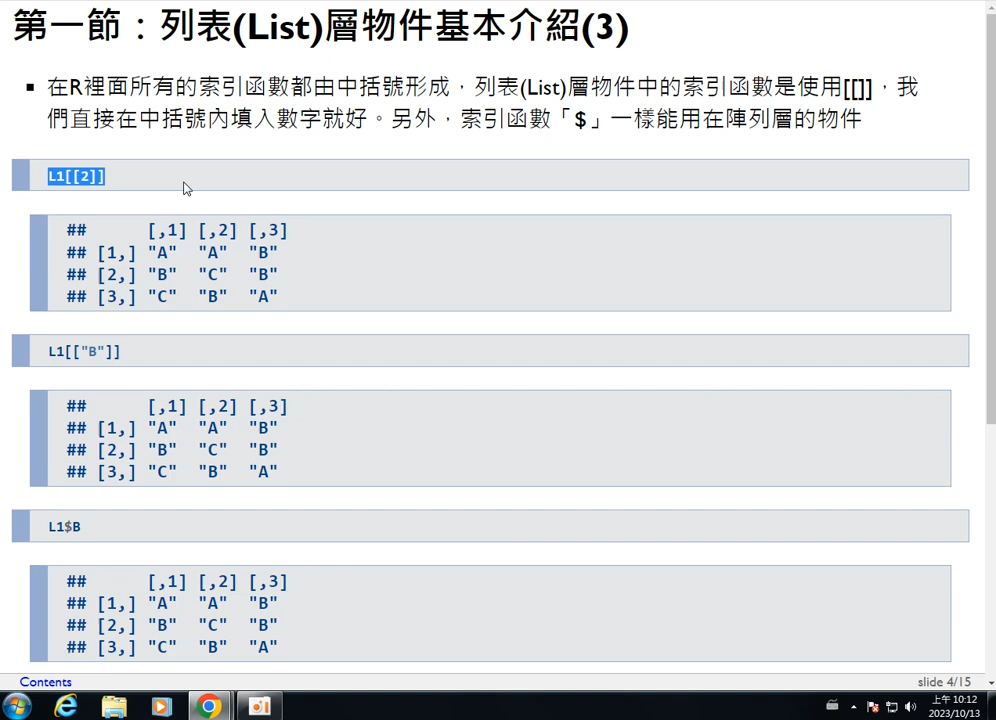 第一節：列表(List)層物件基本介紹(3)
▪ 在R裡面所有的索引函數都由中括號形成，列表(List)層物件中的索引函數是使用[[]]，我
們直接在中括號內填入數字就好。另外，索引函數「$」一樣能用在陣列層的物件
L1[[2]]
##      [,1] [,2] [,3]
## [1,] "A"  "A"  "B"
## [2,] "B"  "C"  "B"
## [3,] "C"  "B"  "A"
L1[["B"]]
##      [,1] [,2] [,3]
## [1,] "A"  "A"  "B"
## [2,] "B"  "C"  "B"
## [3,] "C"  "B"  "A"
L1$B
##      [,1] [,2] [,3]
## [1,] "A"  "A"  "B"
## [2,] "B"  "C"  "B"
## [3,] "C"  "B"  "A"
Contents
slide 4/15
上午 10:12
2023/10/13